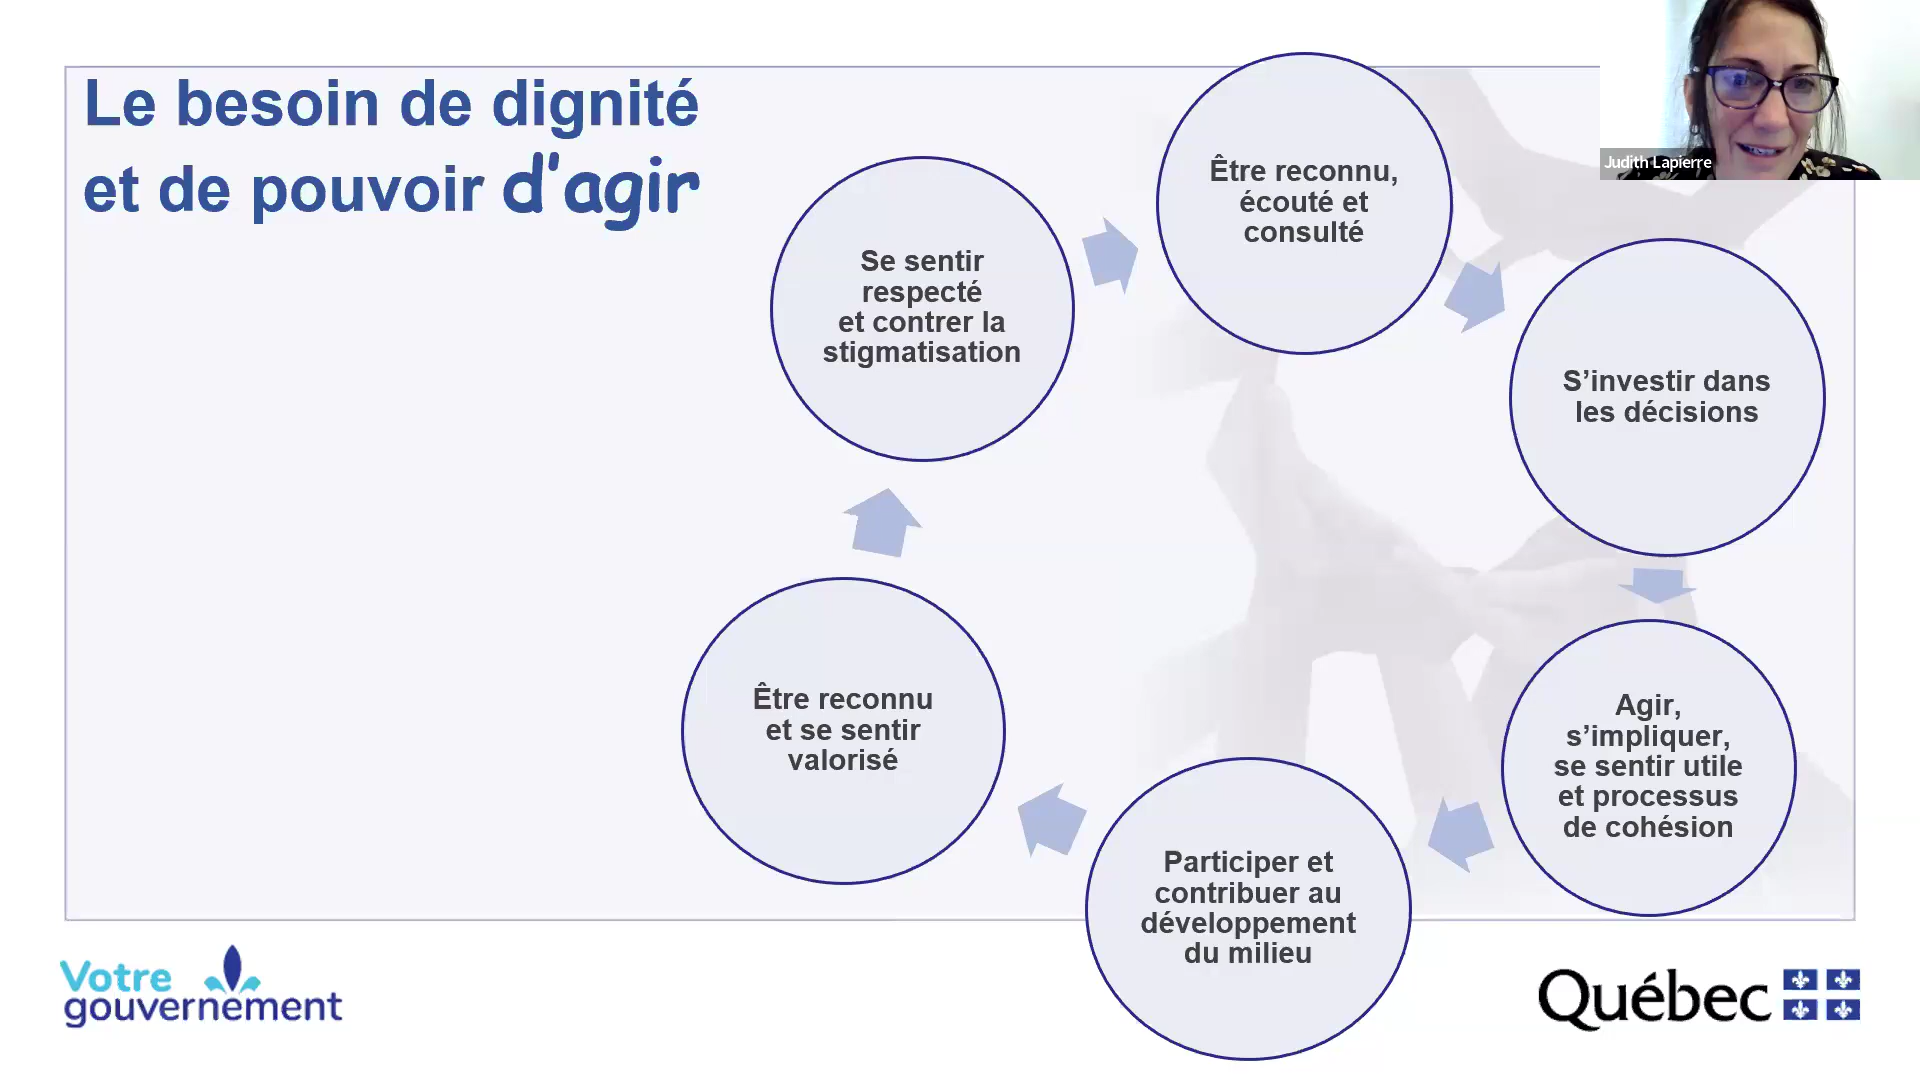 Le besoin de dignité
et de pouvoir d'agir
Judith Lapierre
Se sentir
respecté
et contrer la
stigmatisation
Être reconnu,
écouté et
consulté
S’investir dans
les décisions
Agir,
s’impliquer,
se sentir utile
et processus
de cohésion
Participer et
contribuer au
développement
du milieu
Être reconnu
et se sentir
valorisé
Votre
gouvernement
Québec